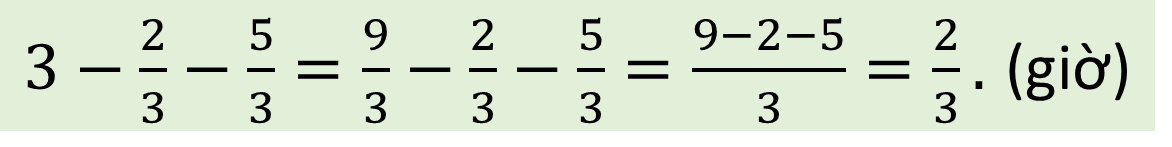 3 − 2/3 − 5/3 = 9/3 − 2/3 − 5/3 = (9−2−5)/3 = 2/3 . (giờ)